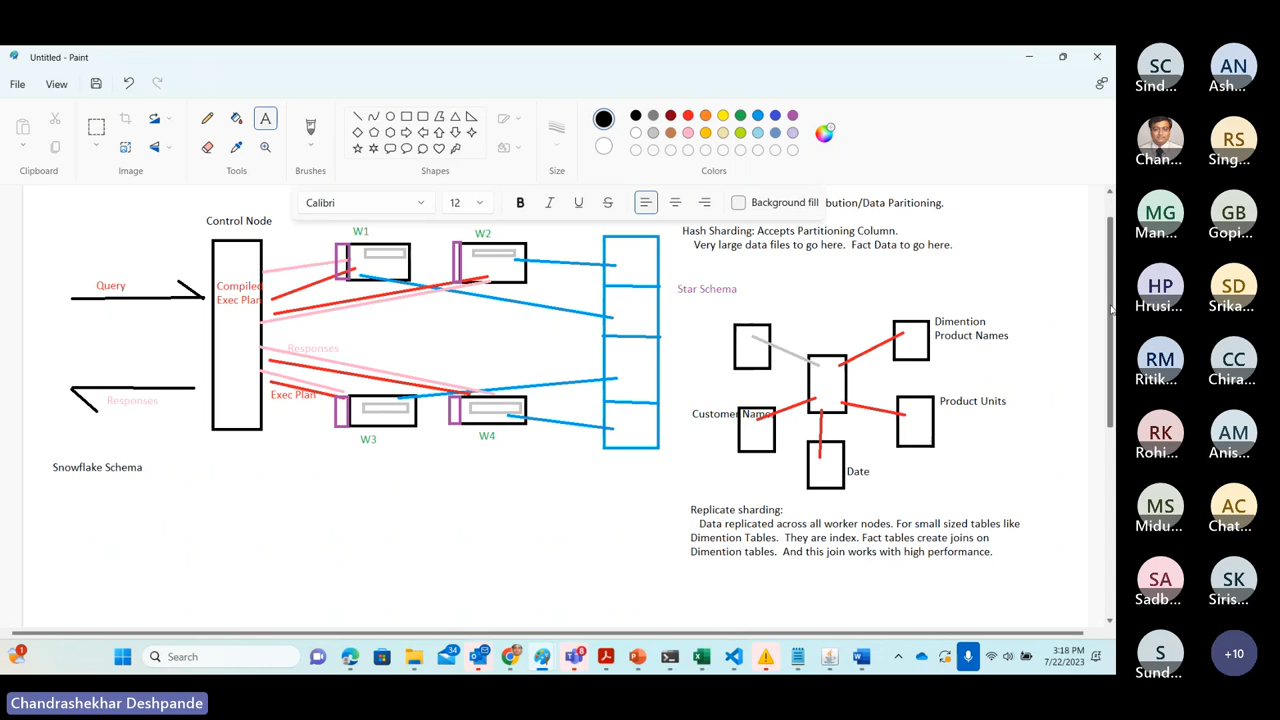 Untitled - Paint
File
View
Clipboard
Image
Tools
Brushes
Shapes
Size
Colors
Calibri
12
B
I
U
S
Background fill
bution/Data Paritioning.
Control Node
W1
W2
Hash Sharding: Accepts Partitioning Column.
Very large data files to go here. Fact Data to go here.
Query
Compiled
Exec Plan
Star Schema
Dimention
Product Names
Responses
Exec Plan
Responses
W3
W4
Customer Name
Product Units
Date
Snowflake Schema
Replicate sharding:
Data replicated across all worker nodes. For small sized tables like
Dimention Tables. They are index. Fact tables create joins on
Dimention tables. And this join works with high performance.
SC
Sind...
AN
Ash...
Chan...
RS
Sing...
MG
Man...
GB
Gopi...
HP
Hrusi...
SD
Srika...
RM
Ritik...
CC
Chira...
RK
Rohi...
AM
Anis...
MS
Midu...
AC
Chat...
SA
Sadb...
SK
Siris...
S
Sund...
+10
1
Search
34
8
3:18 PM
7/22/2023
Chandrashekhar Deshpande